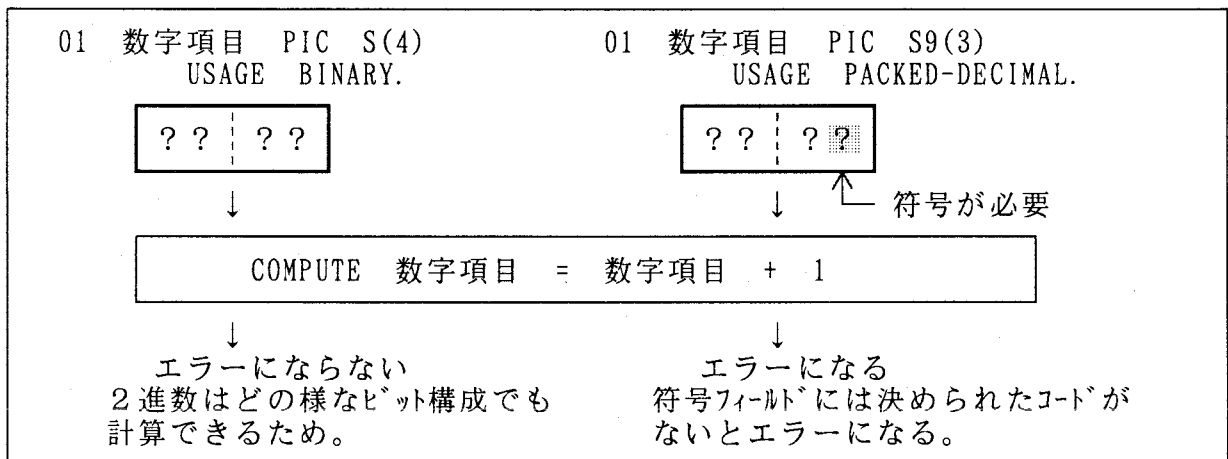 01 数字項目 PIC S(4)
USAGE BINARY.
?? ??
↓
01 数字項目 PIC S9(3)
USAGE PACKED-DECIMAL.
?? ??
↓ 符号が必要
COMPUTE 数字項目 = 数字項目 + 1
↓
エラーにならない
2進数はどの様なビット構成でも
計算できるため。
↓
エラーになる
符号フィールドには決められたコードが
ないとエラーになる。